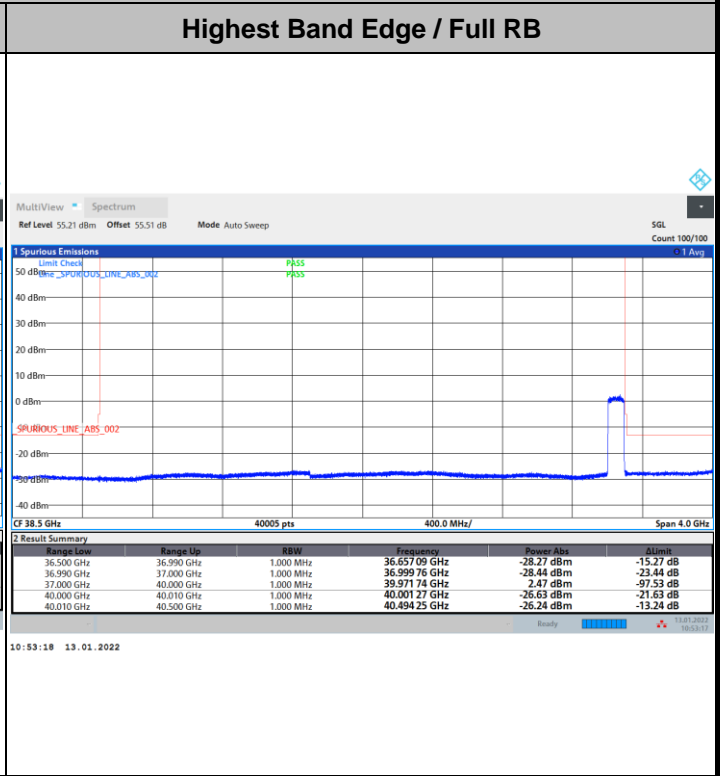 Highest Band Edge / Full RB
MultiView Spectrum
Ref Level 55.21 dBm Offset 55.51 dB Mode Auto Sweep SGL
Count 100/100
1 Spurious Emissions 1 Avg
Limit Check PASS
50 dBm Line _SPURIOUS_LINE_ABS_002 PASS
40 dBm
30 dBm
20 dBm
10 dBm
0 dBm
_SPURIOUS_LINE_ABS_002
-20 dBm
-30 dBm
-40 dBm
CF 38.5 GHz 40005 pts 400.0 MHz/ Span 4.0 GHz
2 Result Summary
Range Low Range Up RBW Frequency Power Abs ΔLimit
36.500 GHz 36.990 GHz 1.000 MHz 36.657 09 GHz -28.27 dBm -15.27 dB
36.990 GHz 37.000 GHz 1.000 MHz 36.999 76 GHz -28.44 dBm -23.44 dB
37.000 GHz 40.000 GHz 1.000 MHz 39.971 74 GHz 2.47 dBm -97.53 dB
40.000 GHz 40.010 GHz 1.000 MHz 40.001 27 GHz -26.63 dBm -21.63 dB
40.010 GHz 40.500 GHz 1.000 MHz 40.494 25 GHz -26.24 dBm -13.24 dB
Ready 13.01.2022
10:53:17
10:53:18 13.01.2022